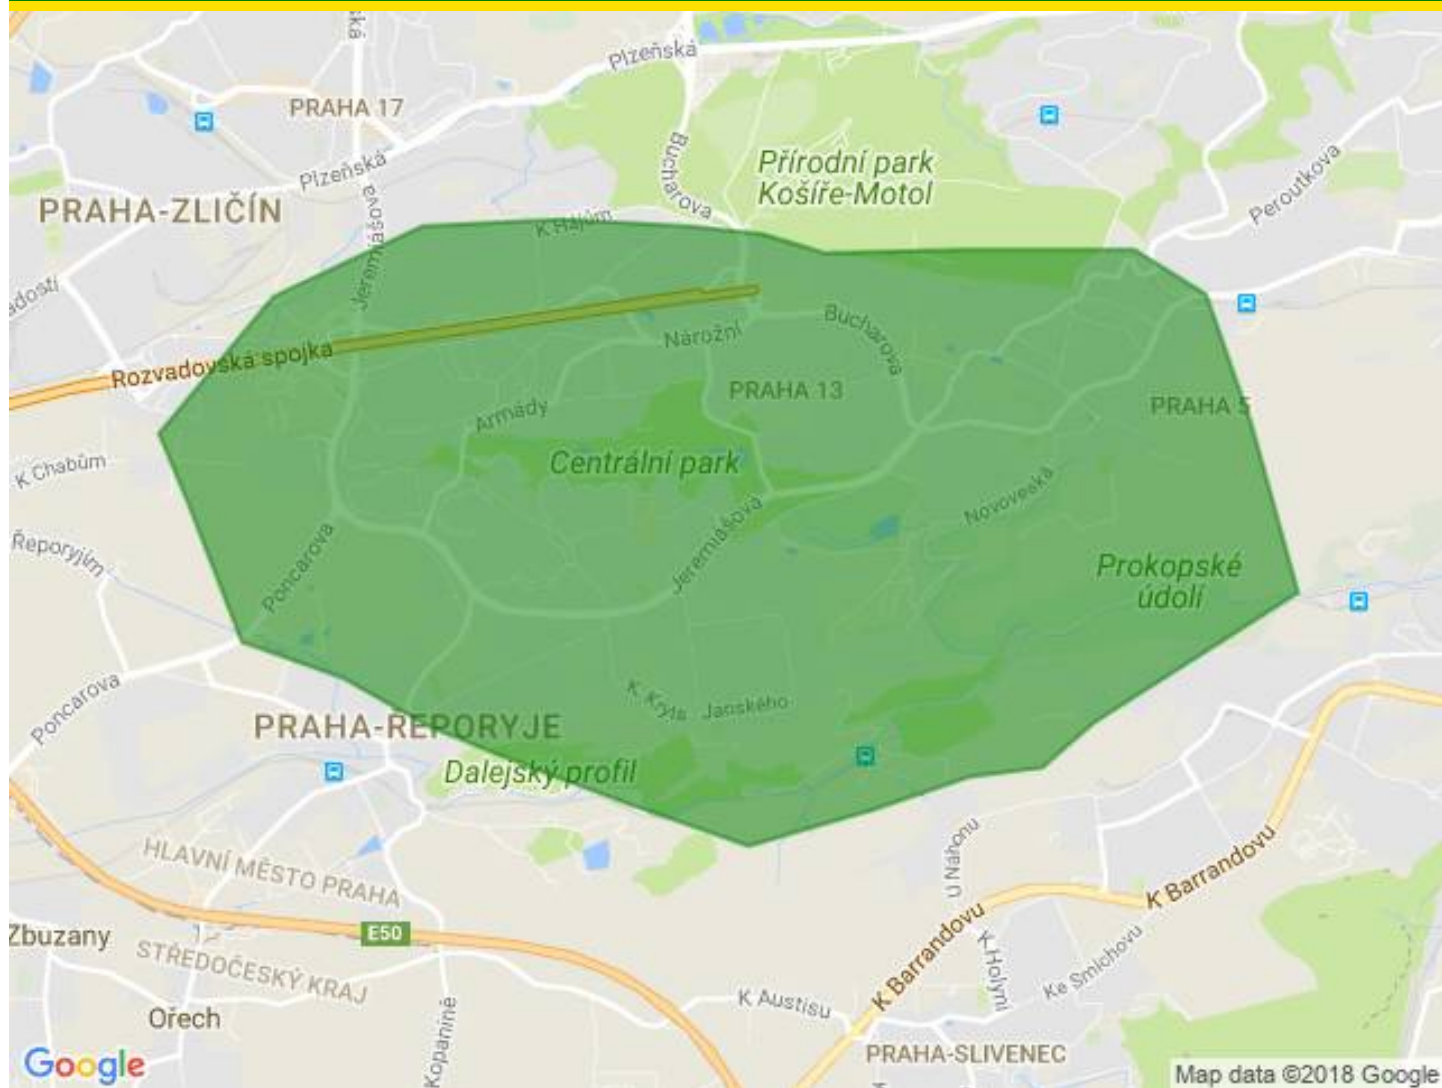 Plzeňská
ská
PRAHA 17
Bucharova
Přírodní park
Košíře-Motol
Peroutkova
Plzeňská
PRAHA-ZLIČÍN
K Hájům
Jeremiášova
adostí
Bucharova
Nárožní
Rozvadovská spojka
PRAHA 13
PRAHA 5
Armády
K Chabům
Centrální park
Novoveská
Řeporyjím
Poncarova
Jeremiášova
Prokopské
údolí
Poncarova
K Kryta
Janského
PRAHA-ŘEPORYJE
Dalejský profil
HLAVNÍ MĚSTO PRAHA
U Náhonu
K Barrandovu
E50
Zbuzany
STŘEDOČESKÝ KRAJ
K Barrandovu
K Holyni
Ke Smíchovu
K Austisu
Ořech
Kopanině
PRAHA-SLIVENEC
Google
Map data ©2018 Google